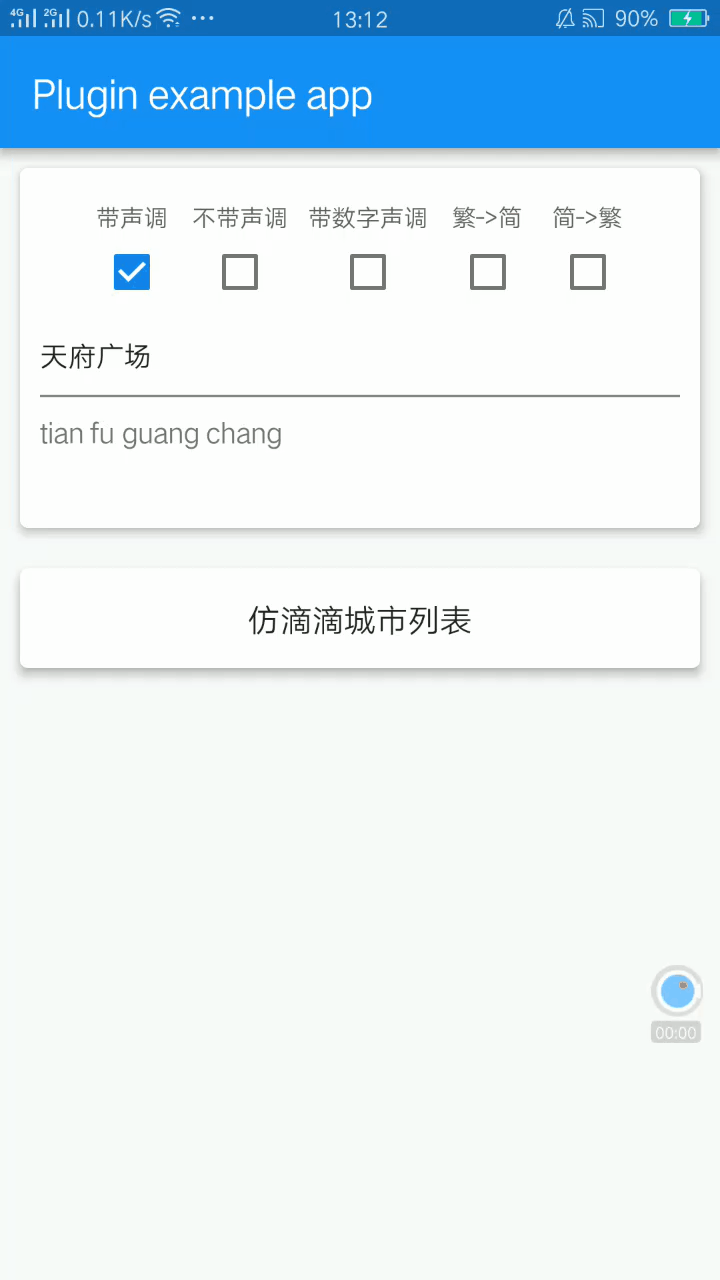 4G 2G 0.11K/s ... 13:12 90%
Plugin example app
带声调 不带声调 带数字声调 繁->简 简->繁
天府广场
tian fu guang chang
仿滴滴城市列表
00:00